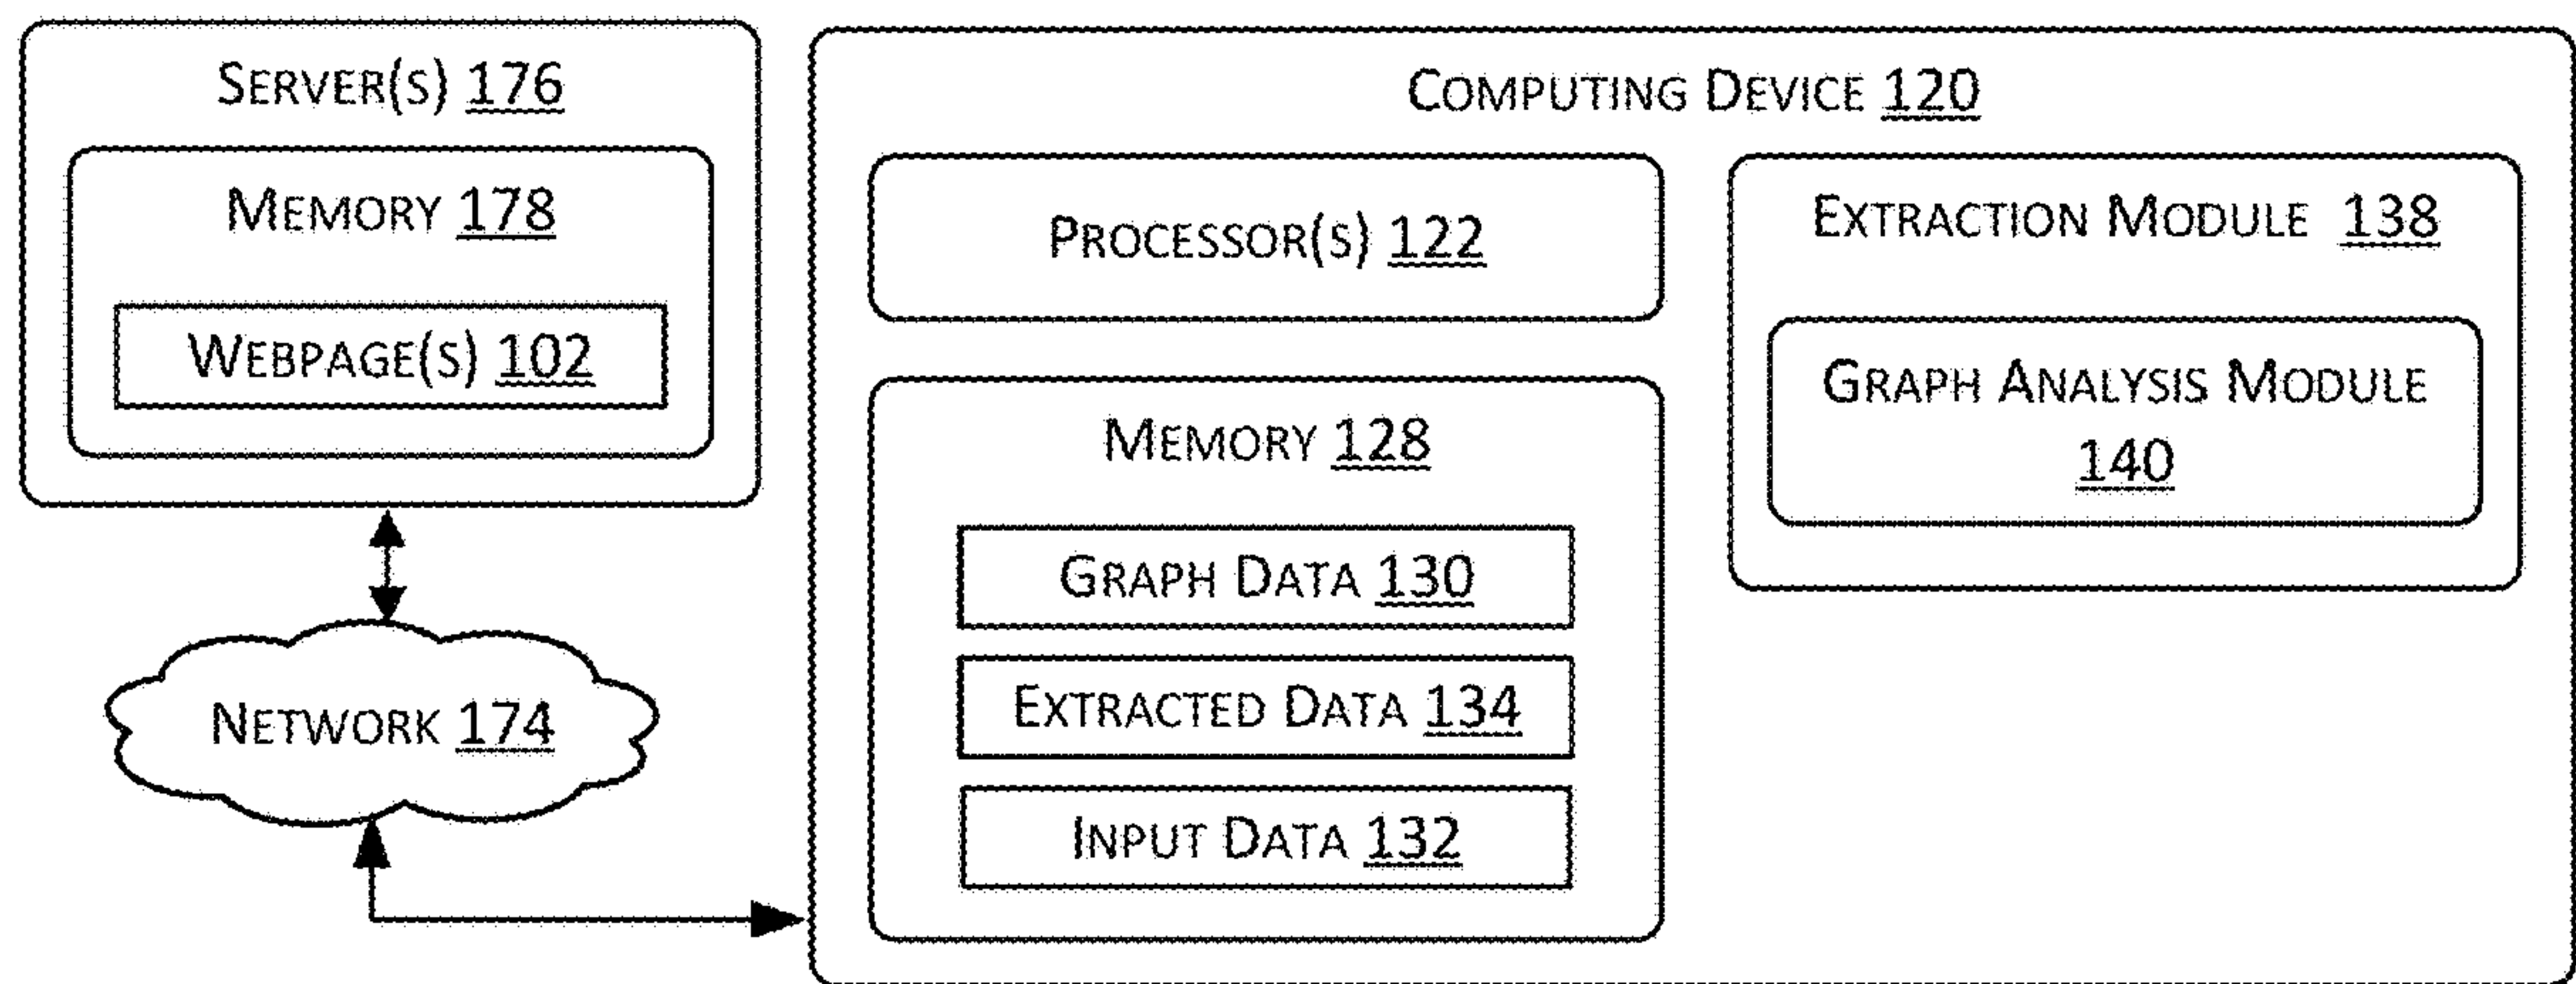 SERVER(S) 176
MEMORY 178
WEBPAGE(S) 102
NETWORK 174
COMPUTING DEVICE 120
PROCESSOR(S) 122
MEMORY 128
GRAPH DATA 130
EXTRACTED DATA 134
INPUT DATA 132
EXTRACTION MODULE 138
GRAPH ANALYSIS MODULE
140